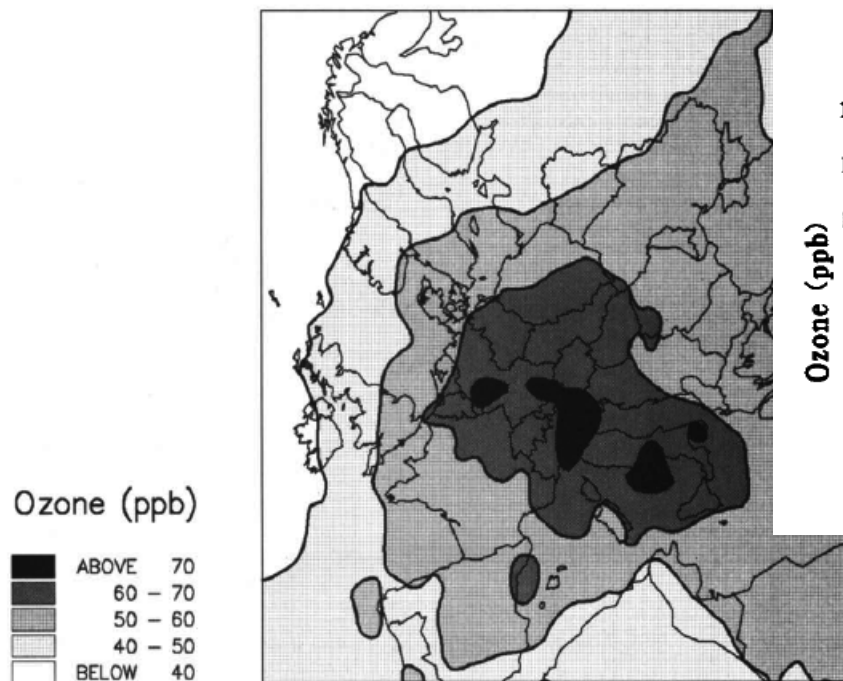 Ozone (ppb)
ABOVE 70
60 – 70
50 – 60
40 – 50
BELOW 40
Ozone (ppb)